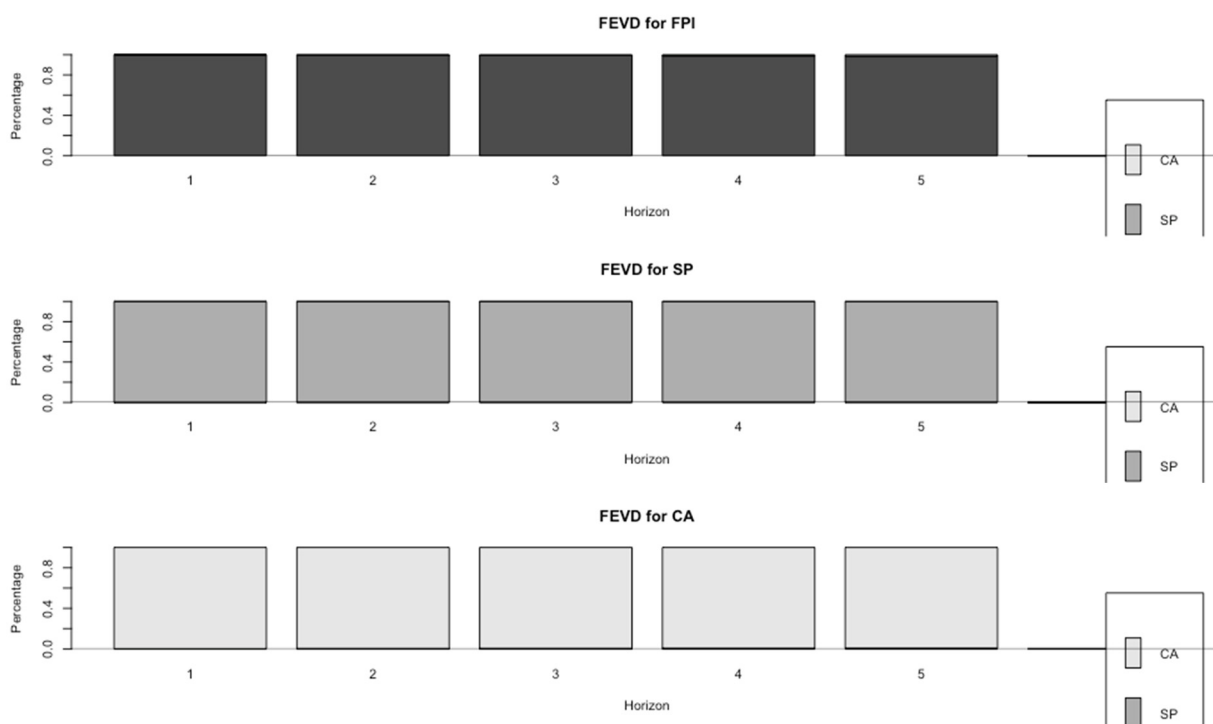 FEVD for FPI
Percentage
0.0 0.4 0.8
1 2 3 4 5
Horizon
CA
SP
FEVD for SP
Percentage
0.0 0.4 0.8
1 2 3 4 5
Horizon
CA
SP
FEVD for CA
Percentage
0.0 0.4 0.8
1 2 3 4 5
Horizon
CA
SP